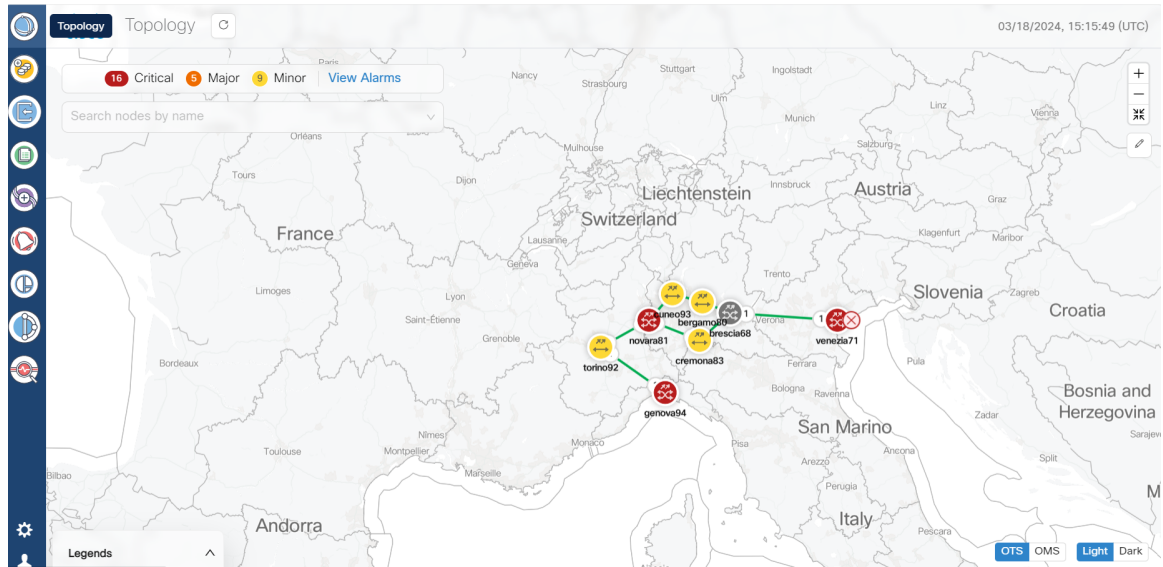 Topology
Topology
03/18/2024, 15:15:49 (UTC)
16 Critical 5 Major 9 Minor View Alarms
Search nodes by name
Paris
Nancy
Strasbourg
Stuttgart
Ingolstadt
Ulm
Munich
Linz
Vienna
Orléans
Mulhouse
Salzburg
Tours
Dijon
Liechtenstein
Innsbruck
Austria
Graz
Switzerland
France
Lausanne
Klagenfurt
Maribor
Geneva
Trento
Limoges
Lyon
Slovenia
Zagreb
Croatia
uneo93
bergamo80
1
Verona
1
Saint-Étienne
brescia68
Grenoble
novara81
venezia71
Bordeaux
torino92
cremona83
Ferrara
Pula
Bologna
Ravenna
Bosnia and
Herzegovina
genova94
Zadar
San Marino
Nîmes
Monaco
Pisa
Sarajev
Toulouse
Montpellier
Ancona
Arezzo
Split
Marseille
Bilbao
Perugia
M
Andorra
Italy
Pescara
Legends
OTS OMS Light Dark